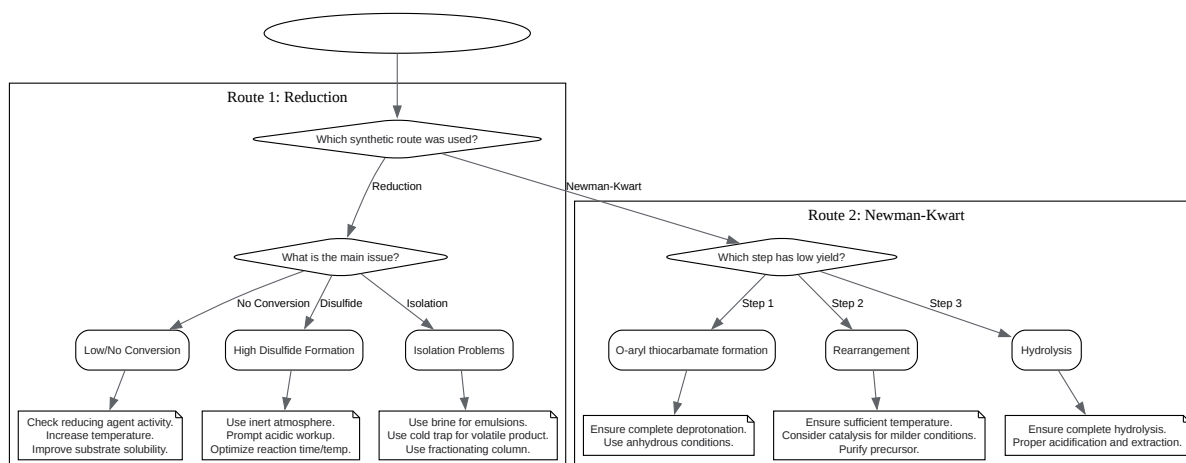 Route 1: Reduction
Which synthetic route was used?
Reduction
Newman-Kwart
Route 2: Newman-Kwart
What is the main issue?
Which step has low yield?
No Conversion
Disulfide
Isolation
Step 1
Step 2
Step 3
Low/No Conversion
High Disulfide Formation
Isolation Problems
O-aryl thiocarbamate formation
Rearrangement
Hydrolysis
Check reducing agent activity.
Increase temperature.
Improve substrate solubility.
Use inert atmosphere.
Prompt acidic workup.
Optimize reaction time/temp.
Use brine for emulsions.
Use cold trap for volatile product.
Use fractionating column.
Ensure complete deprotonation.
Use anhydrous conditions.
Ensure sufficient temperature.
Consider catalysis for milder conditions.
Purify precursor.
Ensure complete hydrolysis.
Proper acidification and extraction.